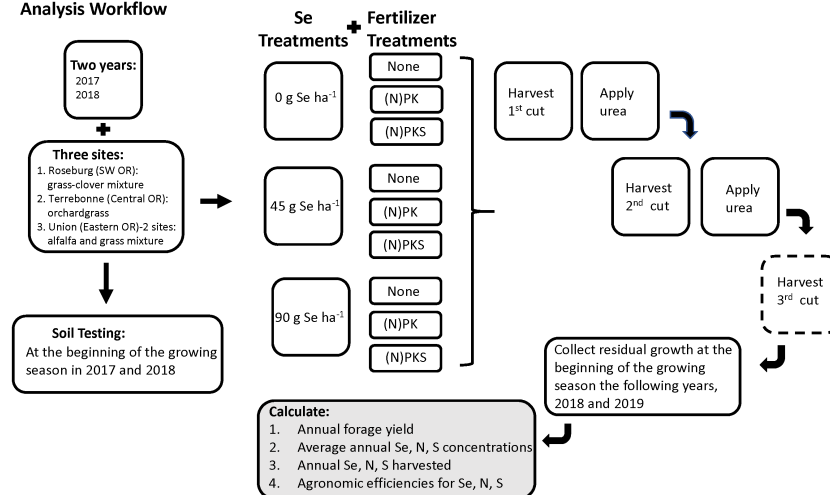 Analysis Workflow
Two years:
2017
2018
+
Three sites:
1. Roseburg (SW OR):
grass-clover mixture
2. Terrebonne (Central OR):
orchardgrass
3. Union (Eastern OR)-2 sites:
alfalfa and grass mixture
Soil Testing:
At the beginning of the growing
season in 2017 and 2018
Se
Treatments
+
Fertilizer
Treatments
0 g Se ha⁻¹
None
(N)PK
(N)PKS
45 g Se ha⁻¹
None
(N)PK
(N)PKS
90 g Se ha⁻¹
None
(N)PK
(N)PKS
Harvest
1st cut
Apply
urea
Harvest
2nd cut
Apply
urea
Harvest
3rd cut
Collect residual growth at the
beginning of the growing
season the following years,
2018 and 2019
Calculate:
1. Annual forage yield
2. Average annual Se, N, S concentrations
3. Annual Se, N, S harvested
4. Agronomic efficiencies for Se, N, S